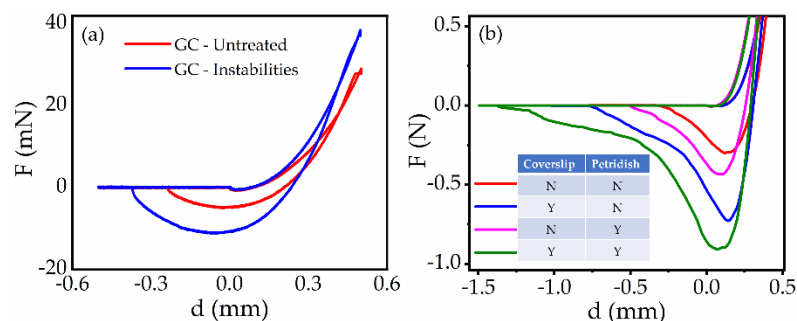 (a)
GC - Untreated
GC - Instabilities
F (mN)
40
20
0
-20
-0.6
-0.3
0.0
0.3
0.6
d (mm)
(b)
F (N)
0.0
-0.5
-1.0
Coverslip Petridish
N N
Y N
N Y
Y Y
-1.5
-1.0
-0.5
0.0
0.5
d (mm)